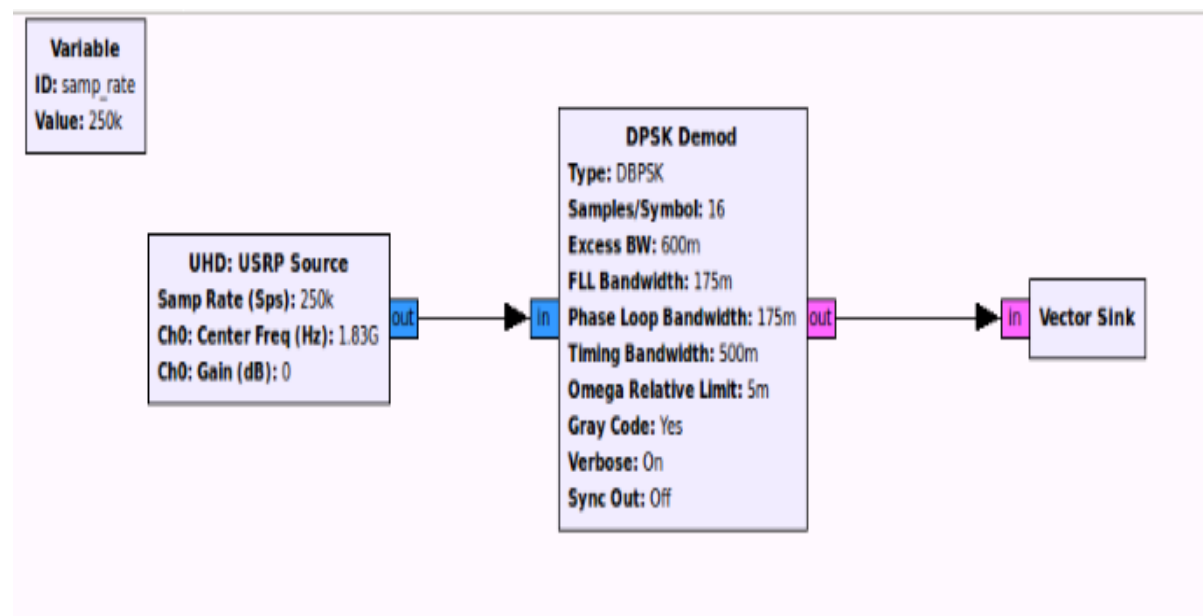 Variable
ID: samp_rate
Value: 250k
UHD: USRP Source
Samp Rate (Sps): 250k
Ch0: Center Freq (Hz): 1.83G
Ch0: Gain (dB): 0
out
in
DPSK Demod
Type: DBPSK
Samples/Symbol: 16
Excess BW: 600m
FLL Bandwidth: 175m
Phase Loop Bandwidth: 175m
Timing Bandwidth: 500m
Omega Relative Limit: 5m
Gray Code: Yes
Verbose: On
Sync Out: Off
out
in
Vector Sink